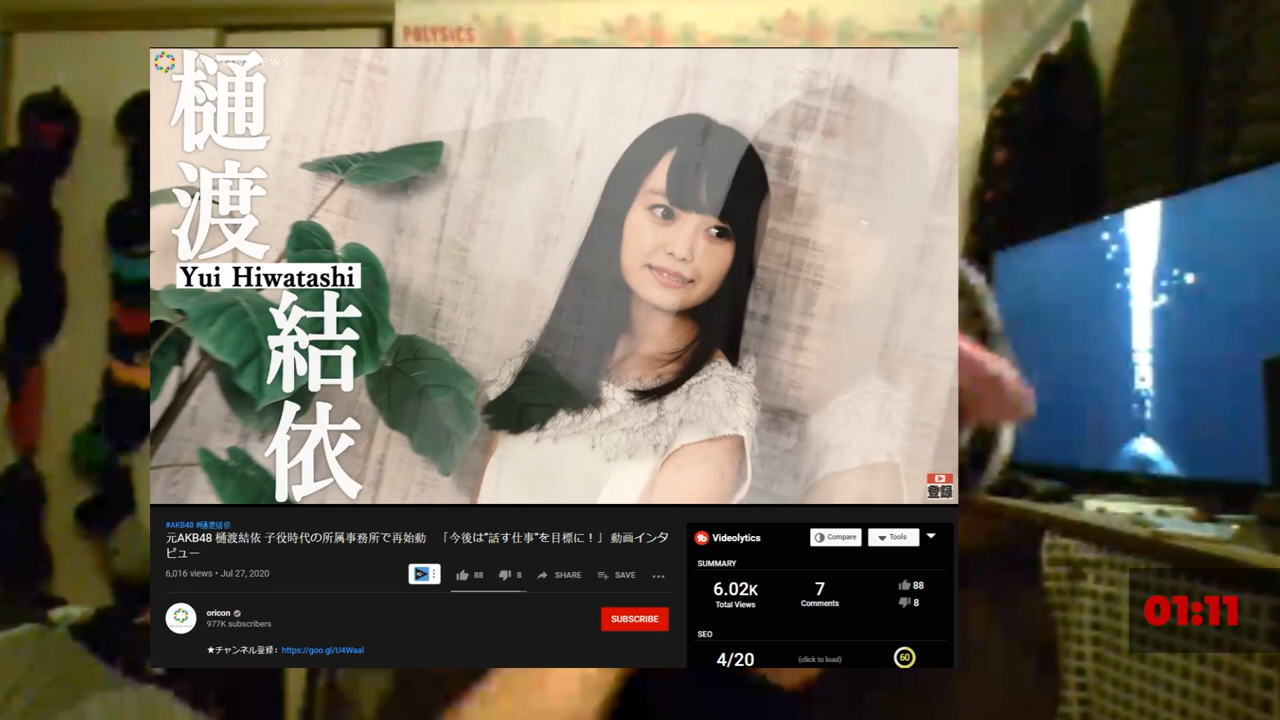 POLYSICS
樋渡
Yui Hiwatashi
結依
登録
#AKB48 #樋渡結依
元AKB48 樋渡結依 子役時代の所属事務所で再始動 「今後は"話す仕事"を目標に！」動画インタ
ビュー
6,016 views • Jul 27, 2020
88
8
SHARE
SAVE
oricon
977K subscribers
SUBSCRIBE
★チャンネル登録： https://goo.gl/U4Waal
Videolytics
Compare
Tools
SUMMARY
6.02K
Total Views
7
Comments
88
8
SEO
4/20
(click to load)
60
01:11